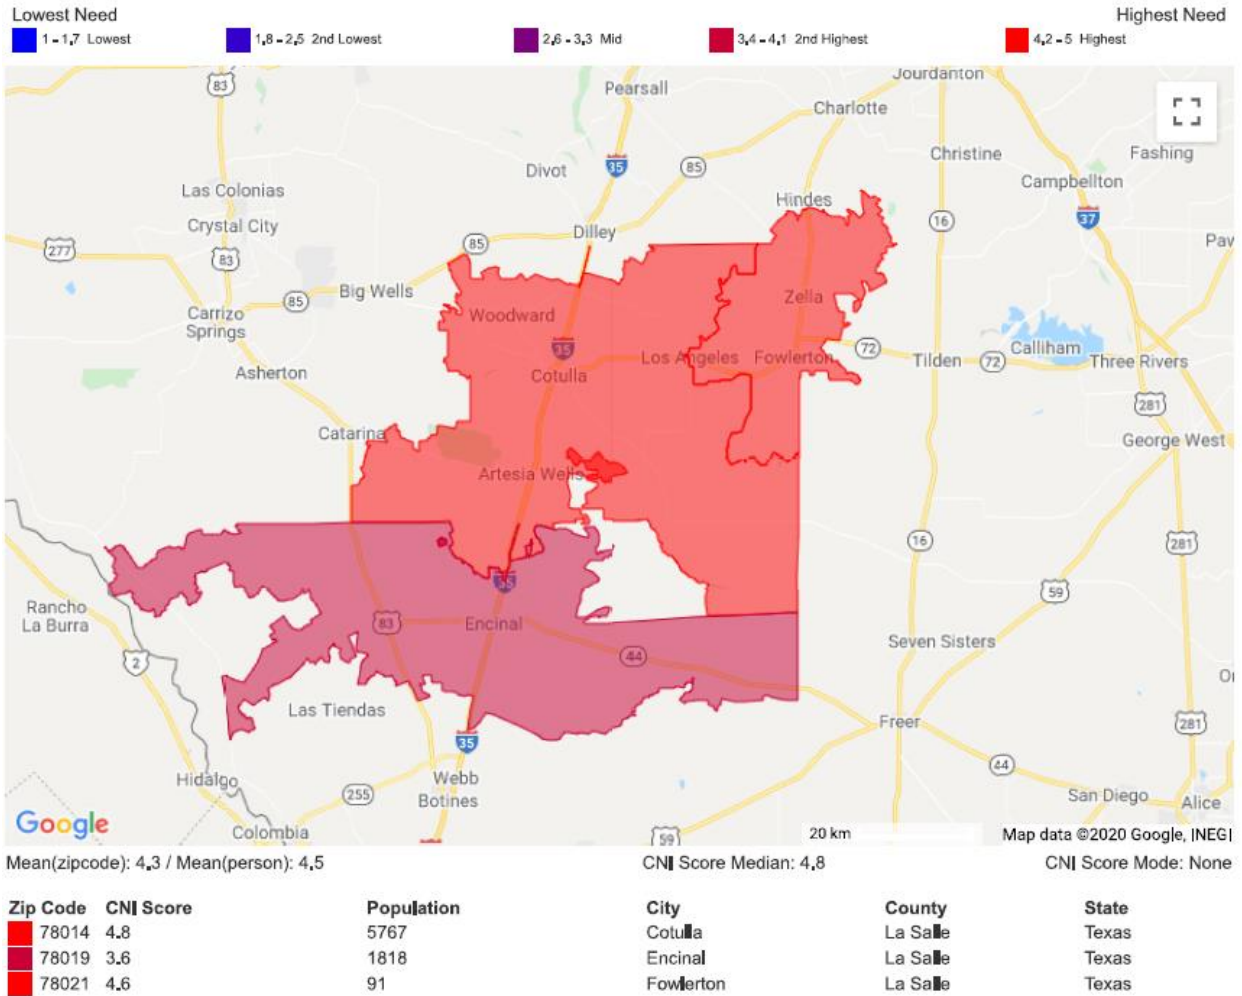 Lowest Need Highest Need
1 - 1.7 Lowest 1.8 - 2.5 2nd Lowest 2.6 - 3.3 Mid 3.4 - 4.1 2nd Highest 4.2 - 5 Highest
Jourdanton
83
Pearsall
Charlotte
35
85
Christine
Fashing
Divot
Campbellton
Las Colonias
Hindes
37
Crystal City
16
Dilley
277
85
83
Paw
Big Wells
85
Zella
Carrizo
Springs
Woodward
35
72
Calliham
Los Angeles
Fowlerton
Tilden
72
Three Rivers
Asherton
Cotulla
281
Catarina
George West
Artesia Wells
16
281
35
59
Rancho
La Burra
83
Encinal
Seven Sisters
44
2
Las Tiendas
Freer
281
35
Hidalgo
Webb
Botines
44
255
San Diego
Alice
Google
Colombia
59
20 km
Map data ©2020 Google, INEGI
Mean(zipcode): 4.3 / Mean(person): 4.5 CNI Score Median: 4.8 CNI Score Mode: None
Zip Code CNI Score Population City County State
78014 4.8 5767 Cotulla La Salle Texas
78019 3.6 1818 Encinal La Salle Texas
78021 4.6 91 Fowlerton La Salle Texas